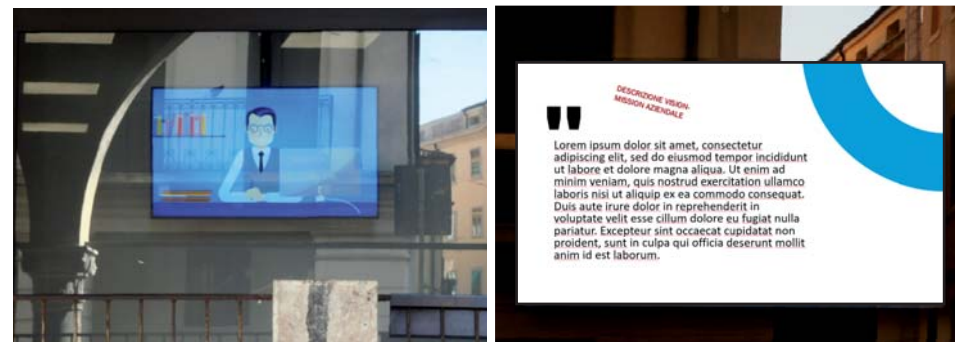 DESCRIZIONE VISION-
MISSION AZIENDALE
Lorem ipsum dolor sit amet, consectetur
adipiscing elit, sed do eiusmod tempor incididunt
ut labore et dolore magna aliqua. Ut enim ad
minim veniam, quis nostrud exercitation ullamco
laboris nisi ut aliquip ex ea commodo consequat.
Duis aute irure dolor in reprehenderit in
voluptate velit esse cillum dolore eu fugiat nulla
pariatur. Excepteur sint occaecat cupidatat non
proident, sunt in culpa qui officia deserunt mollit
anim id est laborum.